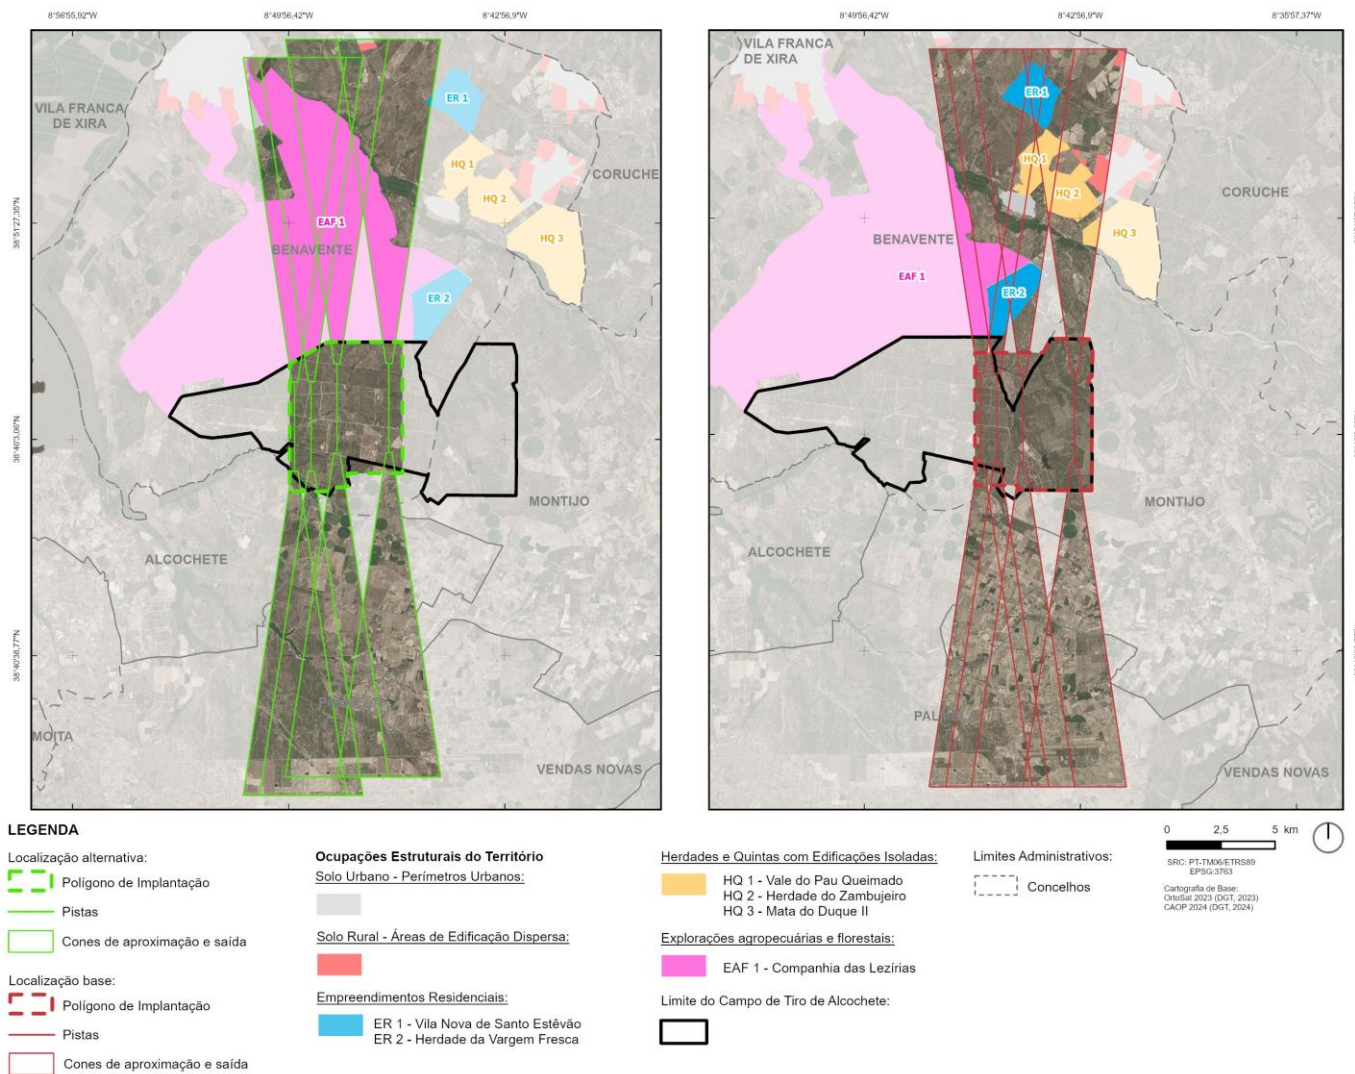 8°56'55,92"W
8°49'56,42"W
8°42'56,9"W
8°49'56,42"W
8°42'56,9"W
8°35'57,37"W
38°51'27,35"N
38°46'3,06"N
38°40'38,77"N
VILA FRANCA
DE XIRA
ER 1
HQ 1
HQ 2
CORUCHE
EAF 1
BENAVENTE
HQ 3
ER 2
MONTIJO
ALCOCHETE
MOITA
VENDAS NOVAS
VILA FRANCA
DE XIRA
ER 1
HQ 1
HQ 2
CORUCHE
BENAVENTE
HQ 3
EAF 1
ER 2
MONTIJO
ALCOCHETE
VENDAS NOVAS
LEGENDA
Localização alternativa:
Polígono de Implantação
Pistas
Cones de aproximação e saída
Localização base:
Polígono de Implantação
Pistas
Cones de aproximação e saída
Ocupações Estruturais do Território
Solo Urbano - Perímetros Urbanos:
Solo Rural - Áreas de Edificação Dispersa:
Empreendimentos Residenciais:
ER 1 - Vila Nova de Santo Estêvão
ER 2 - Herdade da Vargem Fresca
Herdades e Quintas com Edificações Isoladas:
HQ 1 - Vale do Pau Queimado
HQ 2 - Herdade do Zambujeiro
HQ 3 - Mata do Duque II
Explorações agropecuárias e florestais:
EAF 1 - Companhia das Lezírias
Limite do Campo de Tiro de Alcochete:
Limites Administrativos:
Concelhos
0 2,5 5 km
SRC: PT-TM06/ETRS89
EPSG:3763
Cartografia de Base:
OrtoSat 2023 (DGT, 2023)
CAOP 2024 (DGT, 2024)